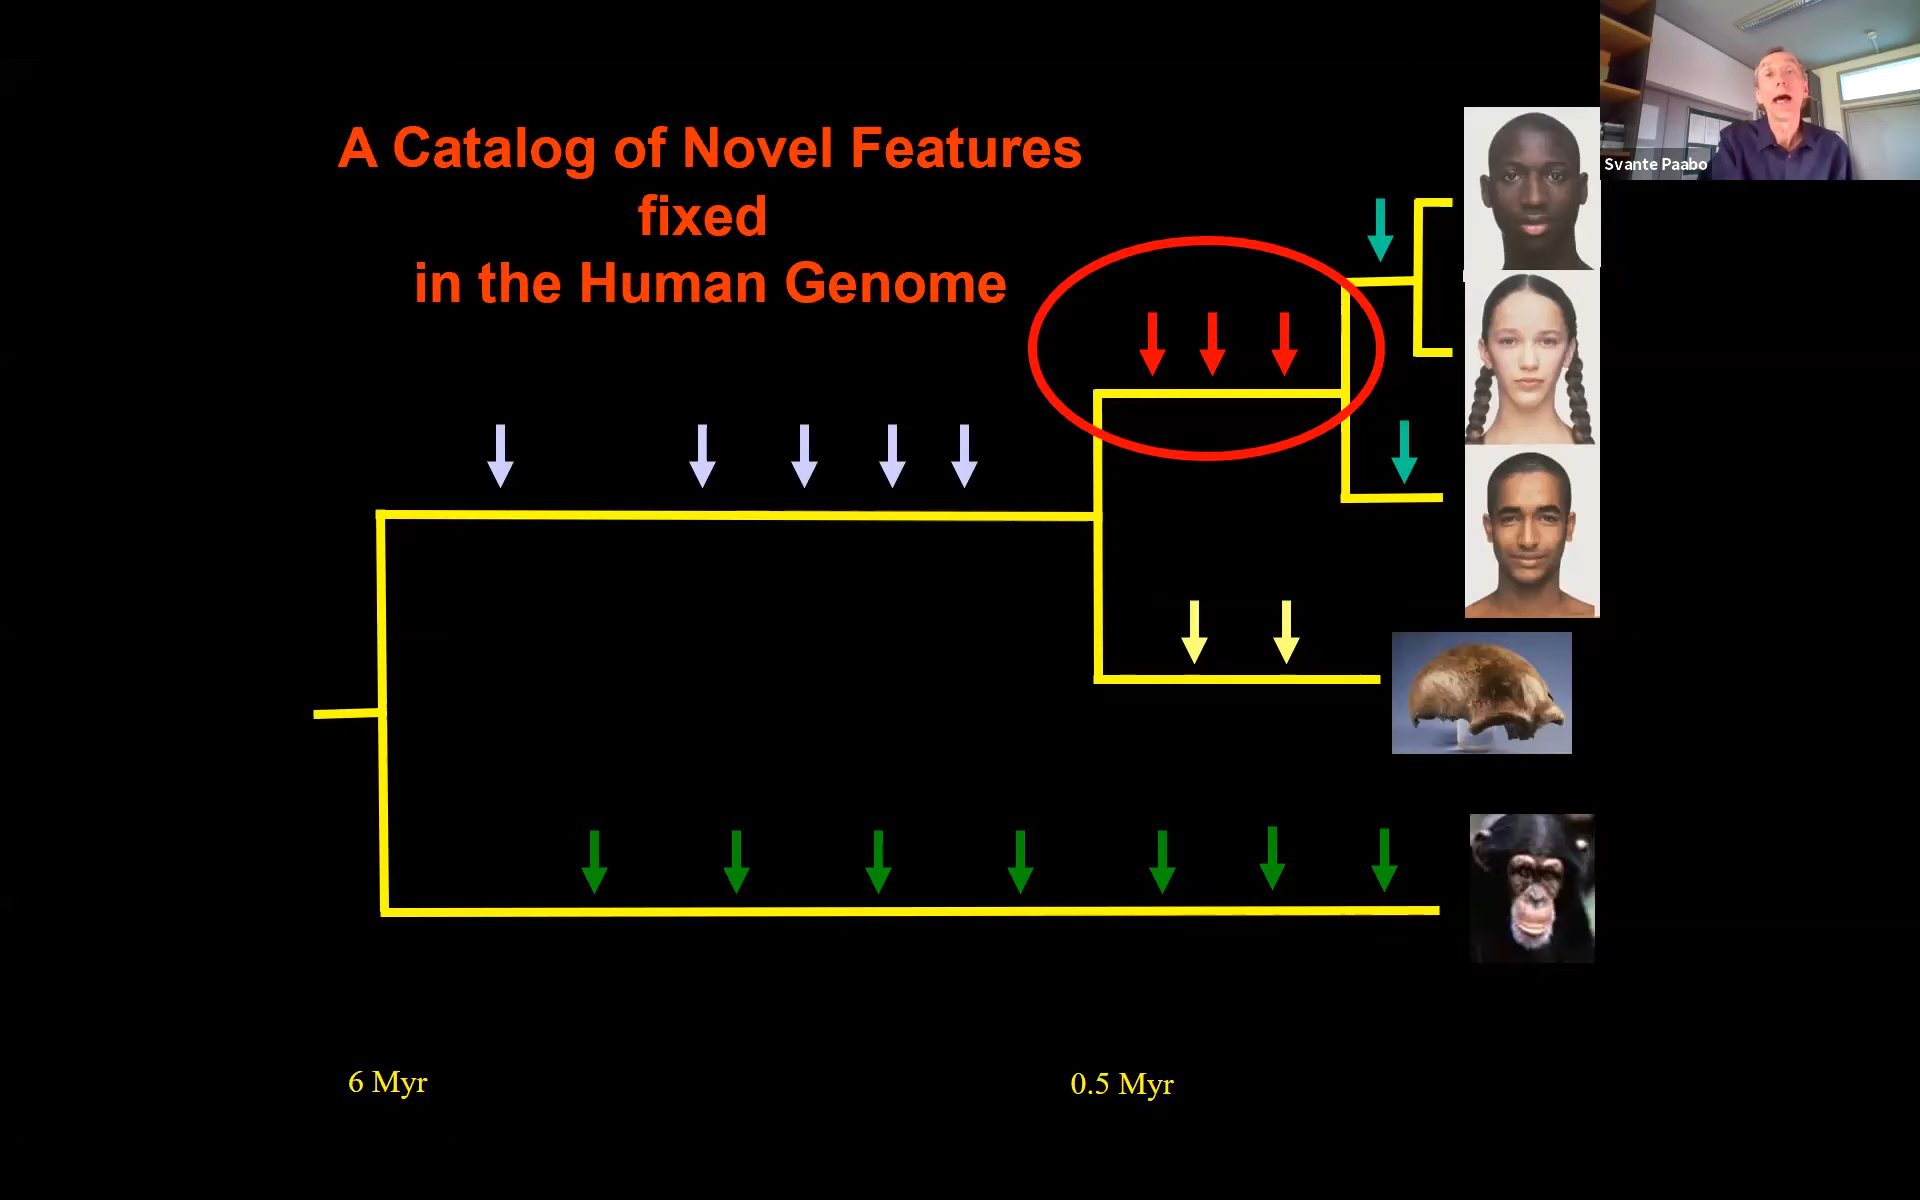 A Catalog of Novel Features
fixed
in the Human Genome
Svante Paabo
6 Myr
0.5 Myr